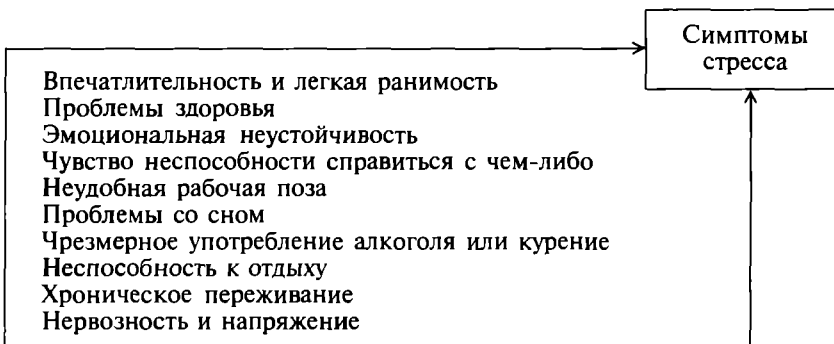 Симптомы
стресса
Впечатлительность и легкая ранимость
Проблемы здоровья
Эмоциональная неустойчивость
Чувство неспособности справиться с чем-либо
Неудобная рабочая поза
Проблемы со сном
Чрезмерное употребление алкоголя или курение
Неспособность к отдыху
Хроническое переживание
Нервозность и напряжение